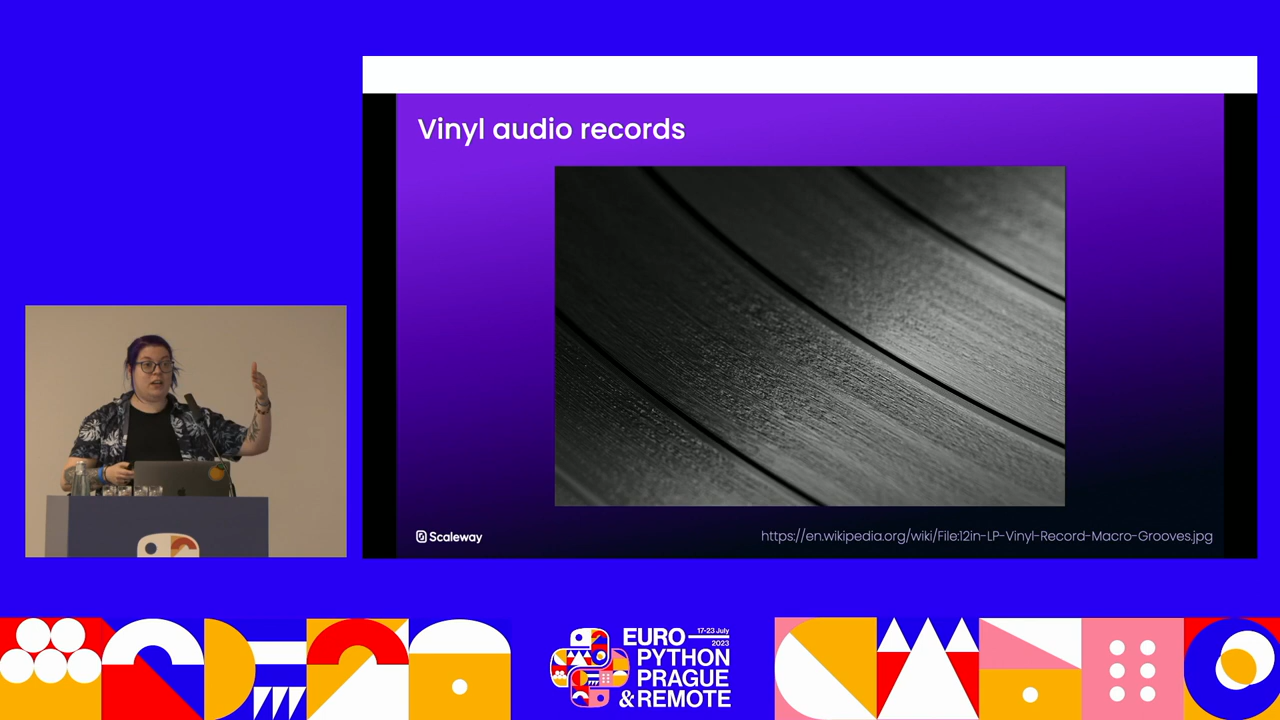 Vinyl audio records
Scaleway
https://en.wikipedia.org/wiki/File:12in-LP-Vinyl-Record-Macro-Grooves.jpg
EURO
17-23 July
2023
PYTHON
PRAGUE
& REMOTE